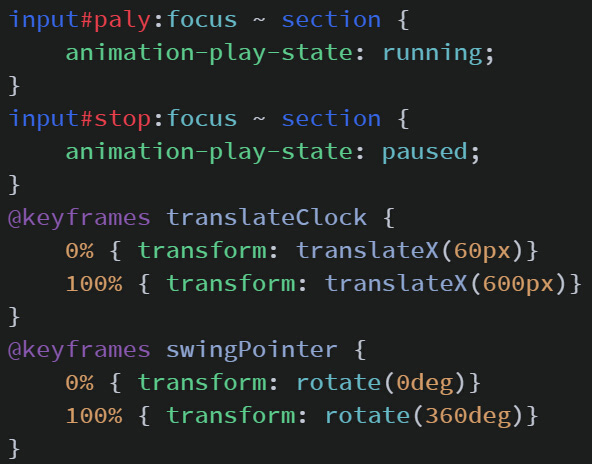 input#paly:focus ~ section {
    animation-play-state: running;
}
input#stop:focus ~ section {
    animation-play-state: paused;
}
@keyframes translateClock {
    0% { transform: translateX(60px)}
    100% { transform: translateX(600px)}
}
@keyframes swingPointer {
    0% { transform: rotate(0deg)}
    100% { transform: rotate(360deg)}
}